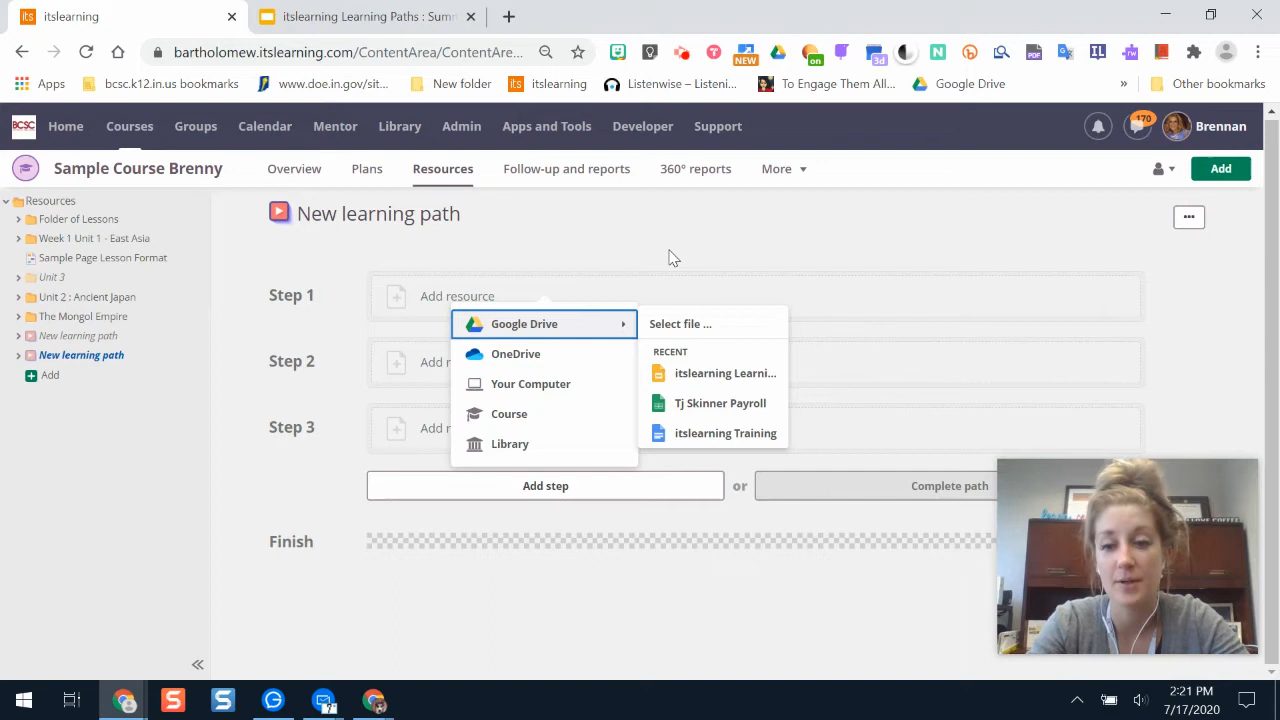 itslearning
itslearning Learning Paths : Sum
bartholomew.itslearning.com/ContentArea/ContentAre...
NEW
on
3d
PDF
IL
Apps
bcsc.k12.in.us bookmarks
www.doe.in.gov/sit...
New folder
itslearning
Listenwise – Listeni...
To Engage Them All...
Google Drive
»
Other bookmarks
BCSC
Home
Courses
Groups
Calendar
Mentor
Library
Admin
Apps and Tools
Developer
Support
170
Brennan
Sample Course Brenny
Overview
Plans
Resources
Follow-up and reports
360° reports
More
Add
Resources
Folder of Lessons
Week 1 Unit 1 - East Asia
Sample Page Lesson Format
Unit 3
Unit 2 : Ancient Japan
The Mongol Empire
New learning path
New learning path
Add
New learning path
Step 1
Add resource
Google Drive
OneDrive
Your Computer
Course
Library
Select file ...
RECENT
itslearning Learni...
Tj Skinner Payroll
itslearning Training
Step 2
Add r
Step 3
Add r
Add step
or
Complete path
Finish
2:21 PM
7/17/2020